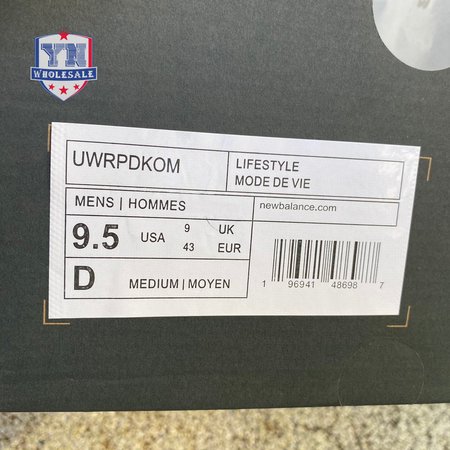 YN
WHOLESALE
UWRPDKOM
LIFESTYLE
MODE DE VIE
MENS | HOMMES
newbalance.com
9.5 USA 9 UK
43 EUR
D MEDIUM | MOYEN
1 96941 48698 7